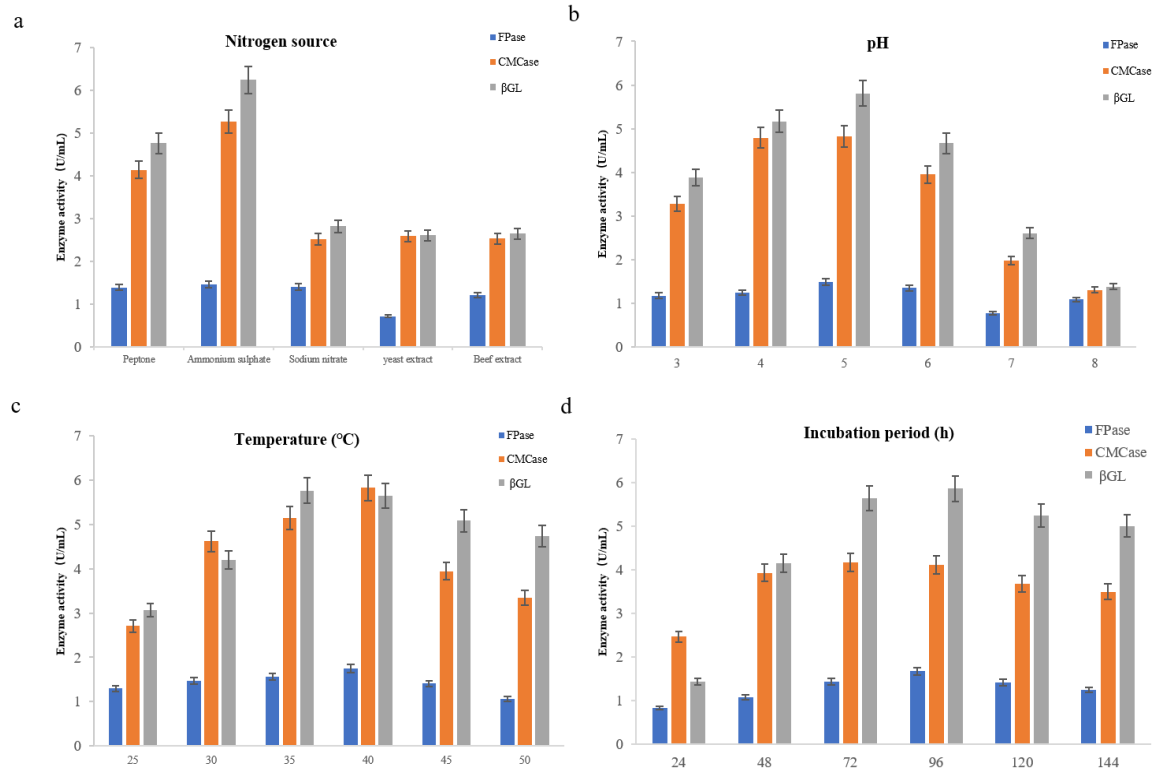 a
Nitrogen source
FPase
CMCase
βGL
Enzyme activity（U/mL）
7
6
5
4
3
2
1
0
Peptone
Ammonium sulphate
Sodium nitrate
yeast extract
Beef extract
b
pH
FPase
CMCase
βGL
Enzyme activity（U/mL）
7
6
5
4
3
2
1
0
3
4
5
6
7
8
c
Temperature (°C)
FPase
CMCase
βGL
Enzyme activity（U/mL）
7
6
5
4
3
2
1
0
25
30
35
40
45
50
d
Incubation period (h)
FPase
CMCase
βGL
Enzyme activity（U/mL）
7
6
5
4
3
2
1
0
24
48
72
96
120
144